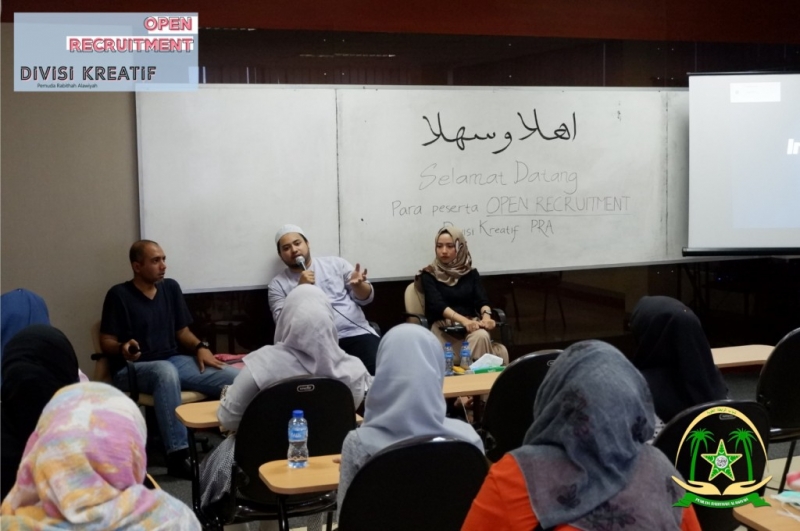 OPEN
RECRUITMENT
DIVISI KREATIF
Pemuda Rabithah Alawiyah
اهلا وسهلا
Selamat Datang
Para peserta OPEN RECRUITMENT
Divisi Kreatif PRA